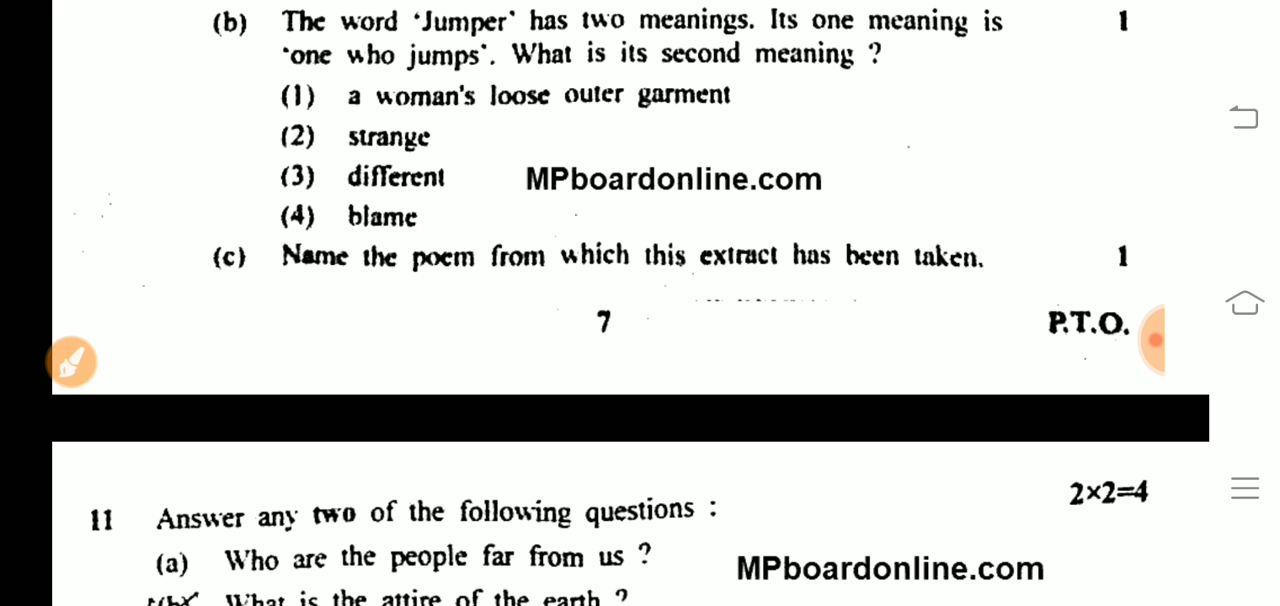 (b) The word 'Jumper' has two meanings. Its one meaning is 1
'one who jumps'. What is its second meaning ?
(1) a woman's loose outer garment
(2) strange
(3) different MPboardonline.com
(4) blame
(c) Name the poem from which this extract has been taken. 1
7 P.T.O.
2×2=4
11 Answer any two of the following questions :
(a) Who are the people far from us ?
MPboardonline.com
What is the attire of the earth ?